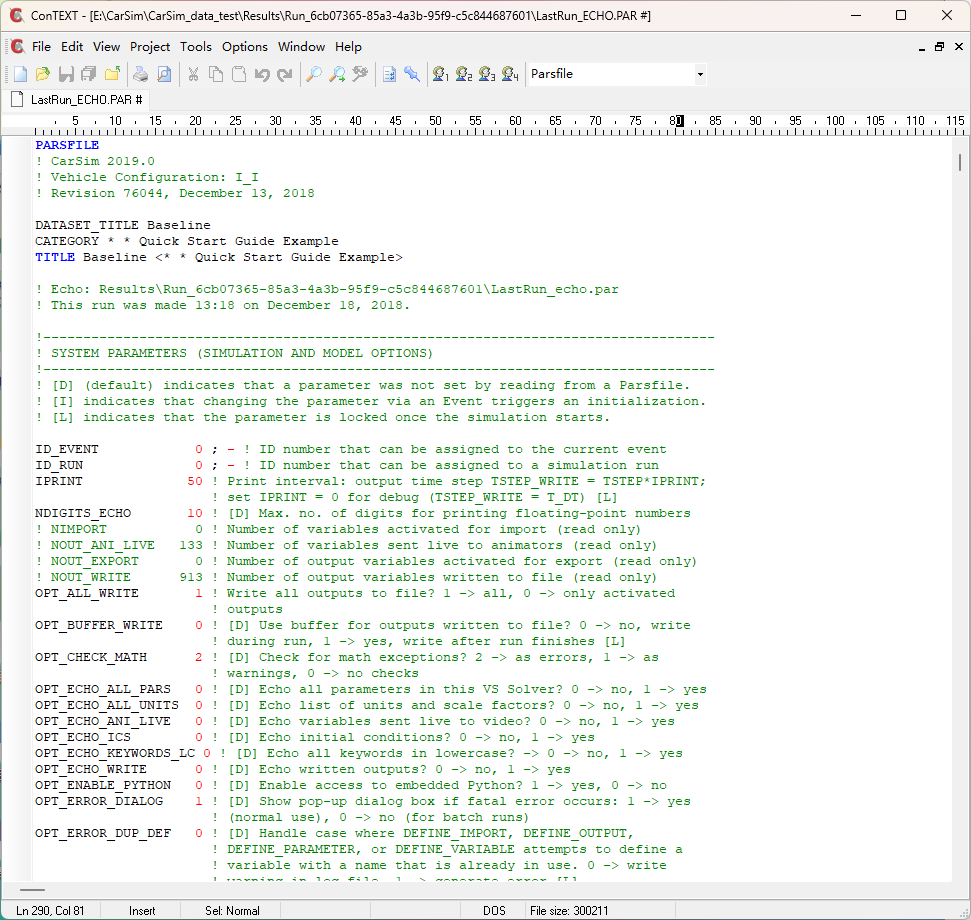 ConTEXT - [E:\CarSim\CarSim_data_test\Results\Run_6cb07365-85a3-4a3b-95f9-c5c844687601\LastRun_ECHO.PAR #]
File Edit View Project Tools Options Window Help
1 2 3 4 Parsfile
LastRun_ECHO.PAR #
5 10 15 20 25 30 35 40 45 50 55 60 65 70 75 80 85 90 95 100 105 110 115
PARSFILE
! CarSim 2019.0
! Vehicle Configuration: I_I
! Revision 76044, December 13, 2018
DATASET_TITLE Baseline
CATEGORY * * Quick Start Guide Example
TITLE Baseline <* * Quick Start Guide Example>
! Echo: Results\Run_6cb07365-85a3-4a3b-95f9-c5c844687601\LastRun_echo.par
! This run was made 13:18 on December 18, 2018.
!------------------------------------------------------------------------------------
! SYSTEM PARAMETERS (SIMULATION AND MODEL OPTIONS)
!------------------------------------------------------------------------------------
! [D] (default) indicates that a parameter was not set by reading from a Parsfile.
! [I] indicates that changing the parameter via an Event triggers an initialization.
! [L] indicates that the parameter is locked once the simulation starts.
ID_EVENT 0 ; - ! ID number that can be assigned to the current event
ID_RUN 0 ; - ! ID number that can be assigned to a simulation run
IPRINT 50 ! Print interval: output time step TSTEP_WRITE = TSTEP*IPRINT;
! set IPRINT = 0 for debug (TSTEP_WRITE = T_DT) [L]
NDIGITS_ECHO 10 ! [D] Max. no. of digits for printing floating-point numbers
! NIMPORT 0 ! Number of variables activated for import (read only)
! NOUT_ANI_LIVE 133 ! Number of variables sent live to animators (read only)
! NOUT_EXPORT 0 ! Number of output variables activated for export (read only)
! NOUT_WRITE 913 ! Number of output variables written to file (read only)
OPT_ALL_WRITE 1 ! Write all outputs to file? 1 -> all, 0 -> only activated
! outputs
OPT_BUFFER_WRITE 0 ! [D] Use buffer for outputs written to file? 0 -> no, write
! during run, 1 -> yes, write after run finishes [L]
OPT_CHECK_MATH 2 ! [D] Check for math exceptions? 2 -> as errors, 1 -> as
! warnings, 0 -> no checks
OPT_ECHO_ALL_PARS 0 ! [D] Echo all parameters in this VS Solver? 0 -> no, 1 -> yes
OPT_ECHO_ALL_UNITS 0 ! [D] Echo list of units and scale factors? 0 -> no, 1 -> yes
OPT_ECHO_ANI_LIVE 0 ! [D] Echo variables sent live to video? 0 -> no, 1 -> yes
OPT_ECHO_ICS 0 ! [D] Echo initial conditions? 0 -> no, 1 -> yes
OPT_ECHO_KEYWORDS_LC 0 ! [D] Echo all keywords in lowercase? -> 0 -> no, 1 -> yes
OPT_ECHO_WRITE 0 ! [D] Echo written outputs? 0 -> no, 1 -> yes
OPT_ENABLE_PYTHON 0 ! [D] Enable access to embedded Python? 1 -> yes, 0 -> no
OPT_ERROR_DIALOG 1 ! [D] Show pop-up dialog box if fatal error occurs: 1 -> yes
! (normal use), 0 -> no (for batch runs)
OPT_ERROR_DUP_DEF 0 ! [D] Handle case where DEFINE_IMPORT, DEFINE_OUTPUT,
! DEFINE_PARAMETER, or DEFINE_VARIABLE attempts to define a
! variable with a name that is already in use. 0 -> write
! warning in log file, 1 -> generate error [L]
Ln 290, Col 81 Insert Sel: Normal DOS File size: 300211